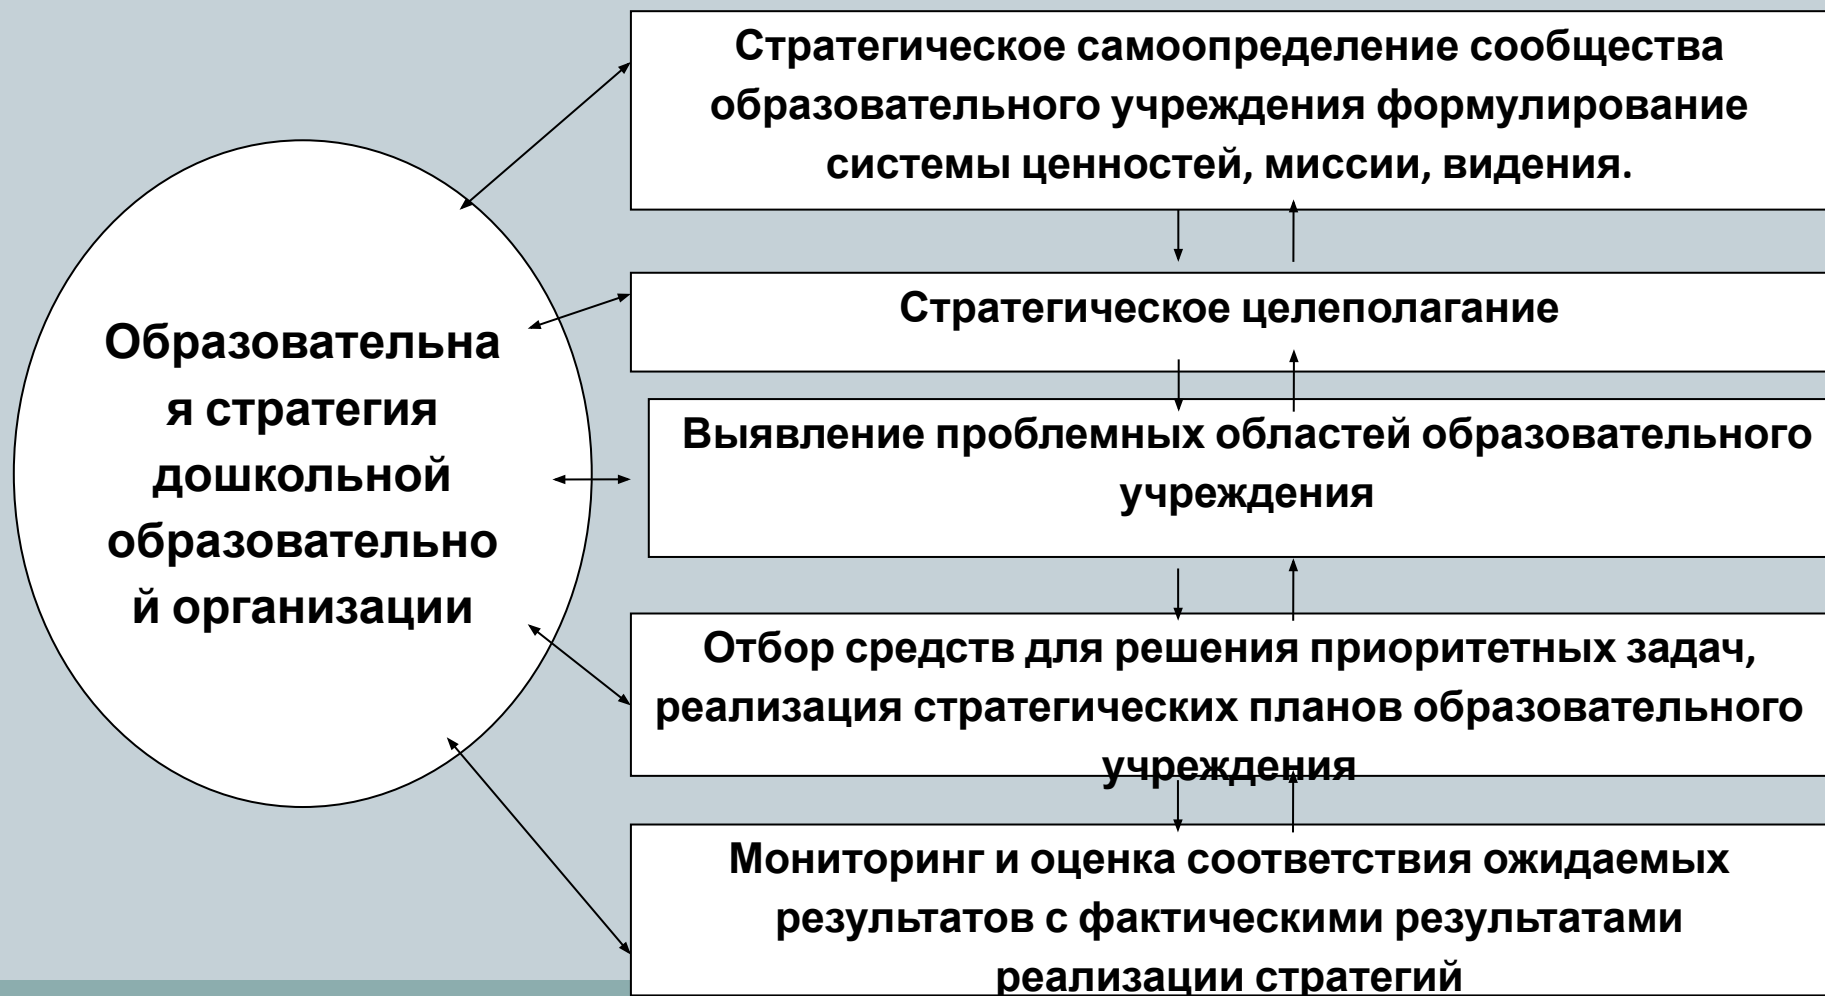 Стратегическое самоопределение сообщества
образовательного учреждения формулирование
системы ценностей, миссии, видения.
Стратегическое целеполагание
Образовательна
я стратегия
дошкольной
образовательно
й организации
Выявление проблемных областей образовательного
учреждения
Отбор средств для решения приоритетных задач,
реализация стратегических планов образовательного
учреждения
Мониторинг и оценка соответствия ожидаемых
результатов с фактическими результатами
реализации стратегий